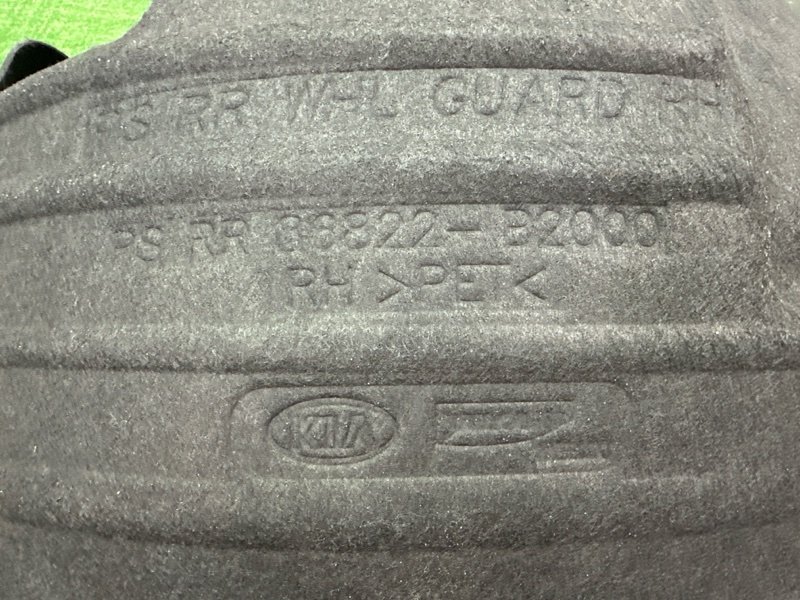 PS RR WHL GUARD RH
PS RR 86822-B2000
RH >PET<
KIA